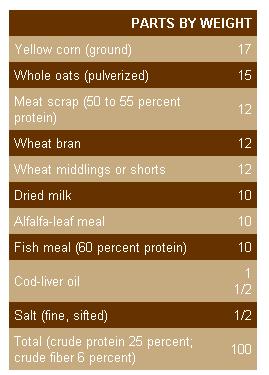 PARTS BY WEIGHT
Yellow corn (ground) 17
Whole oats (pulverized) 15
Meat scrap (50 to 55 percent
protein) 12
Wheat bran 12
Wheat middlings or shorts 12
Dried milk 10
Alfalfa-leaf meal 10
Fish meal (60 percent protein) 10
Cod-liver oil 1
1/2
Salt (fine, sifted) 1/2
Total (crude protein 25 percent;
crude fiber 6 percent) 100